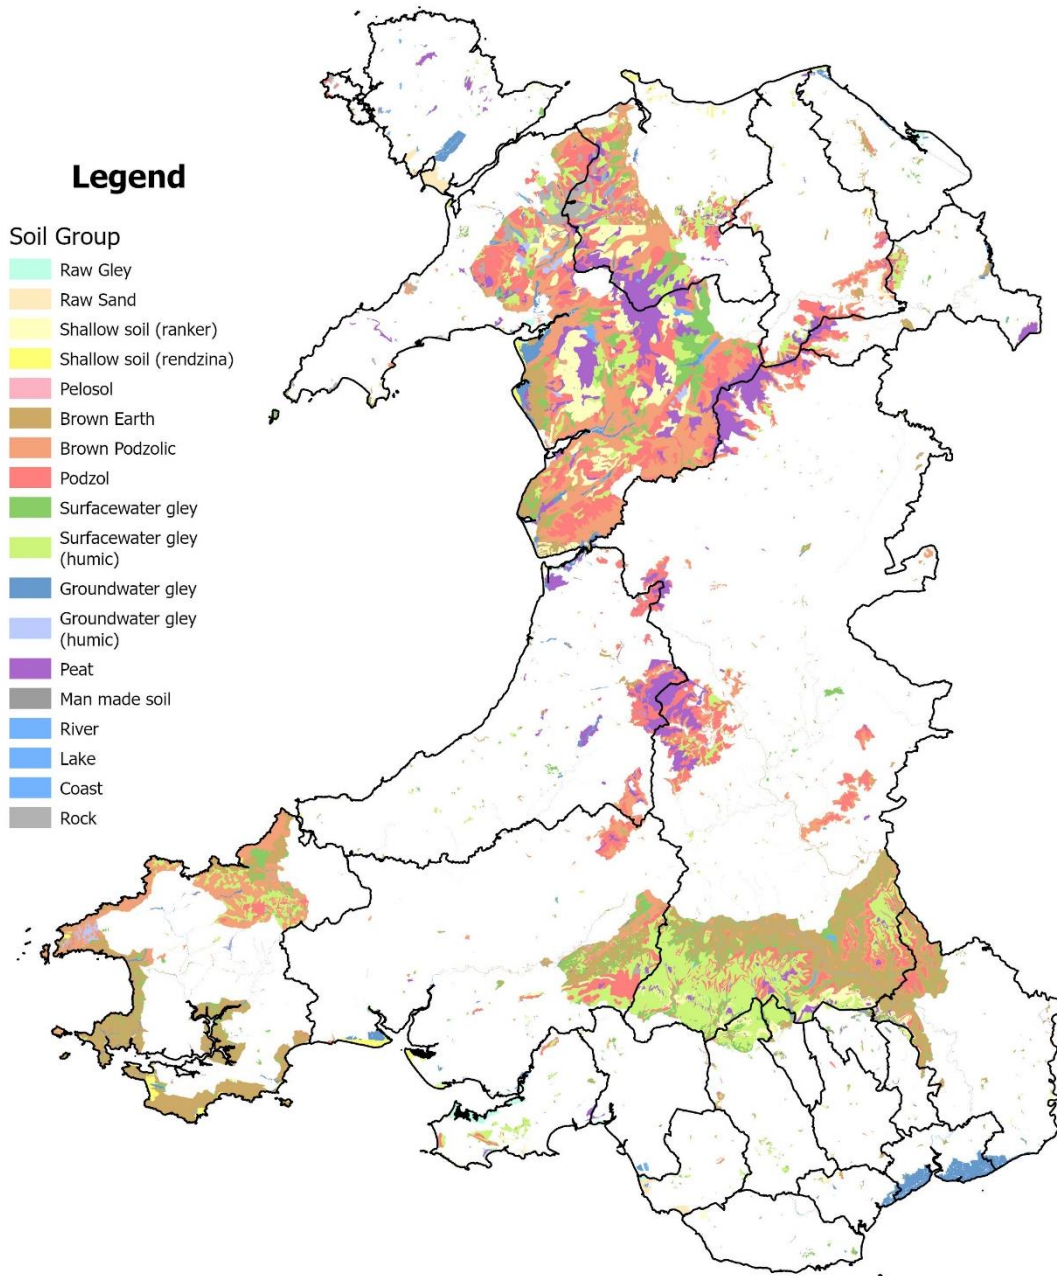 Legend
Soil Group
Raw Gley
Raw Sand
Shallow soil (ranker)
Shallow soil (rendzina)
Pelosol
Brown Earth
Brown Podzolic
Podzol
Surfacewater gley
Surfacewater gley
(humic)
Groundwater gley
Groundwater gley
(humic)
Peat
Man made soil
River
Lake
Coast
Rock